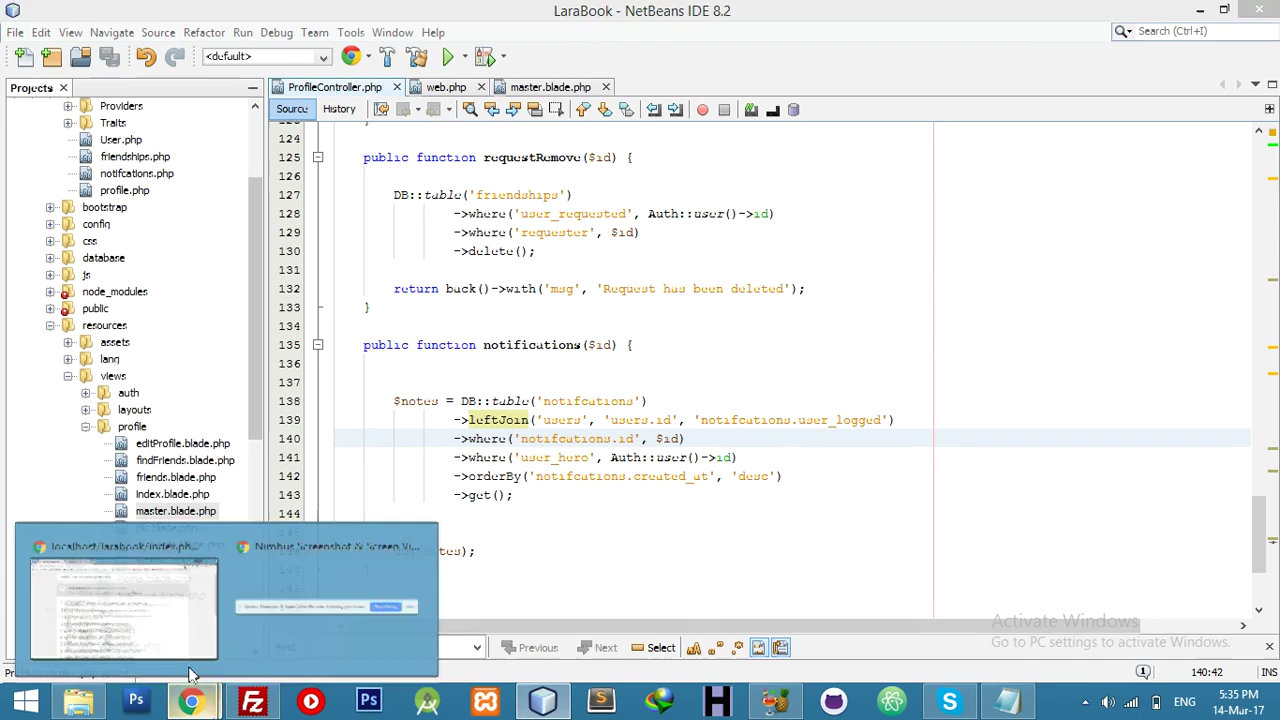 LaraBook - NetBeans IDE 8.2
File Edit View Navigate Source Refactor Run Debug Team Tools Window Help
Search (Ctrl+I)
<default>
Projects
ProfileController.php
web.php
master.blade.php
Source History
Providers
Traits
User.php
friendships.php
notifcations.php
profile.php
bootstrap
config
css
database
js
node_modules
public
resources
assets
lang
views
auth
layouts
profile
editProfile.blade.php
findFriends.blade.php
friends.blade.php
index.blade.php
master.blade.php
124
125 public function requestRemove($id) {
126
127 DB::table('friendships')
128 ->where('user_requested', Auth::user()->id)
129 ->where('requester', $id)
130 ->delete();
131
132 return back()->with('msg', 'Request has been deleted');
133 }
134
135 public function notifications($id) {
136
137
138 $notes = DB::table('notifcations')
139 ->leftJoin('users', 'users.id', 'notifcations.user_logged')
140 ->where('notifcations.id', $id)
141 ->where('user_hero', Auth::user()->id)
142 ->orderBy('notifcations.created_at', 'desc')
143 ->get();
144
localhost/larabook/index.ph...
Nimbus Screenshot & Screen Vi...
Previous Next Select
Activate Windows
Go to PC settings to activate Windows.
140:42 INS
ENG
5:35 PM
14-Mar-17